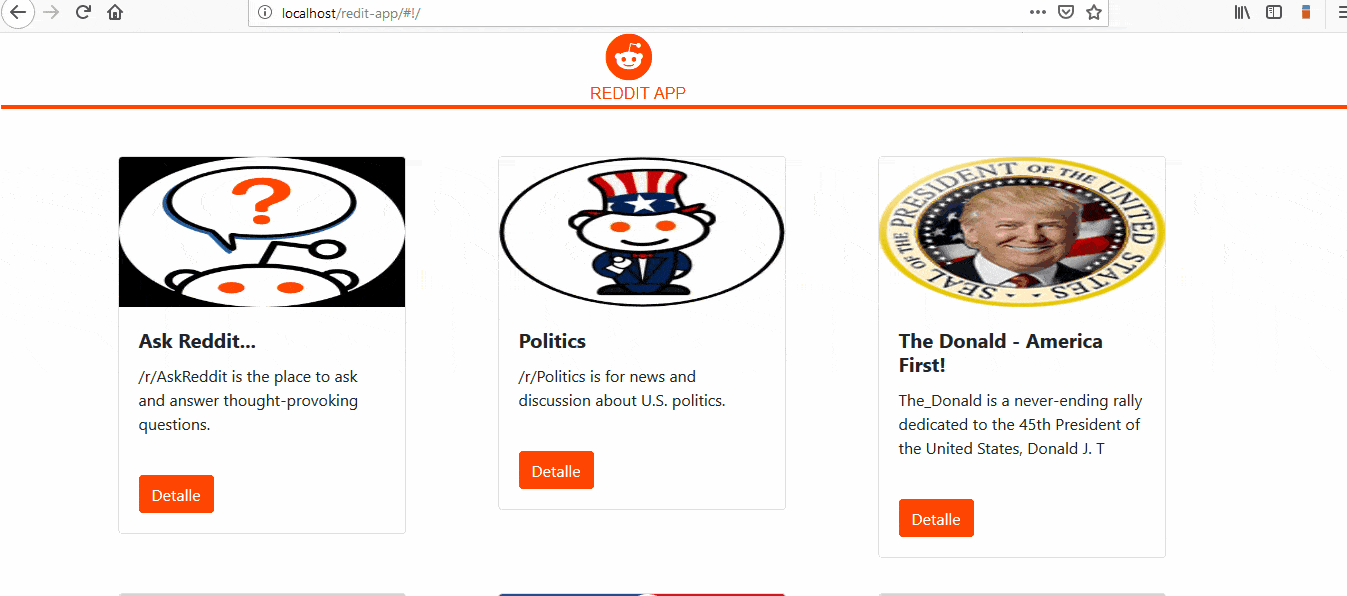 localhost/redit-app/#!/
REDDIT APP
?
SEAL OF THE PRESIDENT OF THE UNITED STATES
Ask Reddit...
/r/AskReddit is the place to ask
and answer thought-provoking
questions.
Detalle
Politics
/r/Politics is for news and
discussion about U.S. politics.
Detalle
The Donald - America
First!
The_Donald is a never-ending rally
dedicated to the 45th President of
the United States, Donald J. T
Detalle